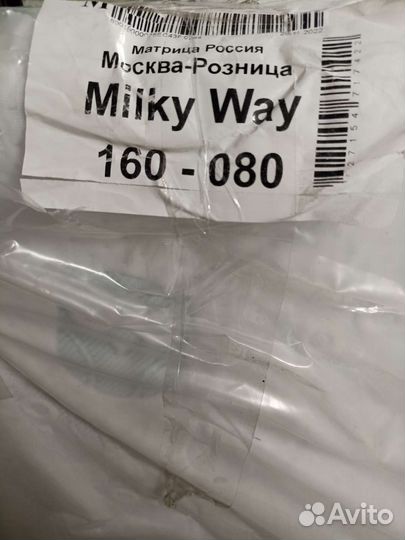 Матрица Россия
Москва-Розница
Milky Way
160 - 080
Avito